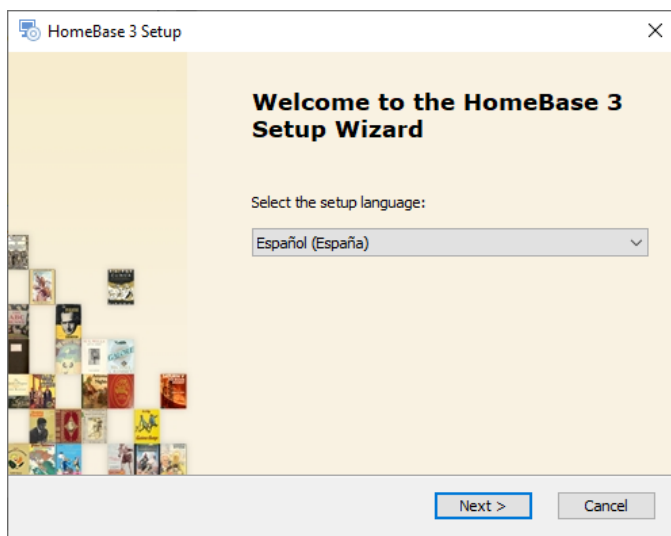 HomeBase 3 Setup
Welcome to the HomeBase 3
Setup Wizard
Select the setup language:
Español (España)
Next >
Cancel